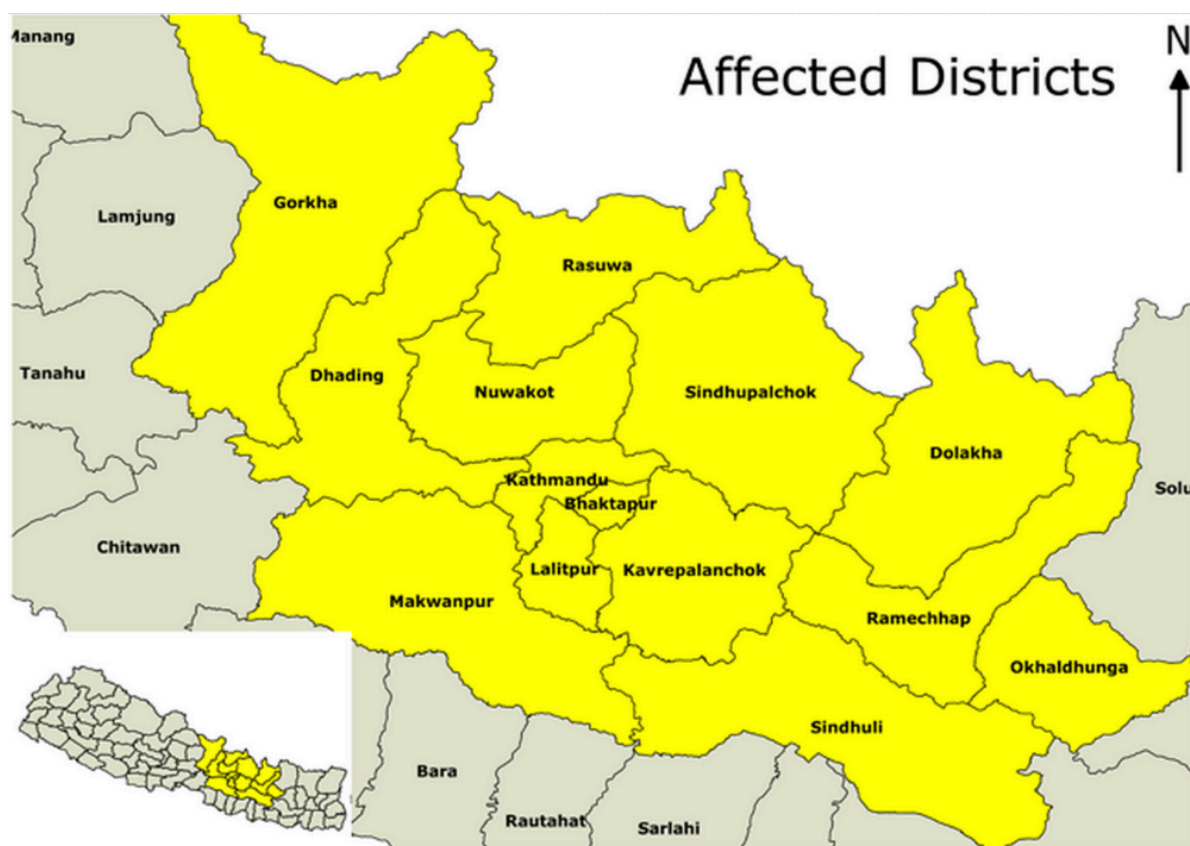 Manang
N
Affected Districts
Gorkha
Lamjung
Rasuwa
Tanahu
Dhading
Nuwakot
Sindhupalchok
Dolakha
Kathmandu
Solu
Bhaktapur
Chitawan
Lalitpur
Kavrepalanchok
Makwanpur
Ramechhap
Okhaldhunga
Sindhuli
Bara
Rautahat
Sarlahi